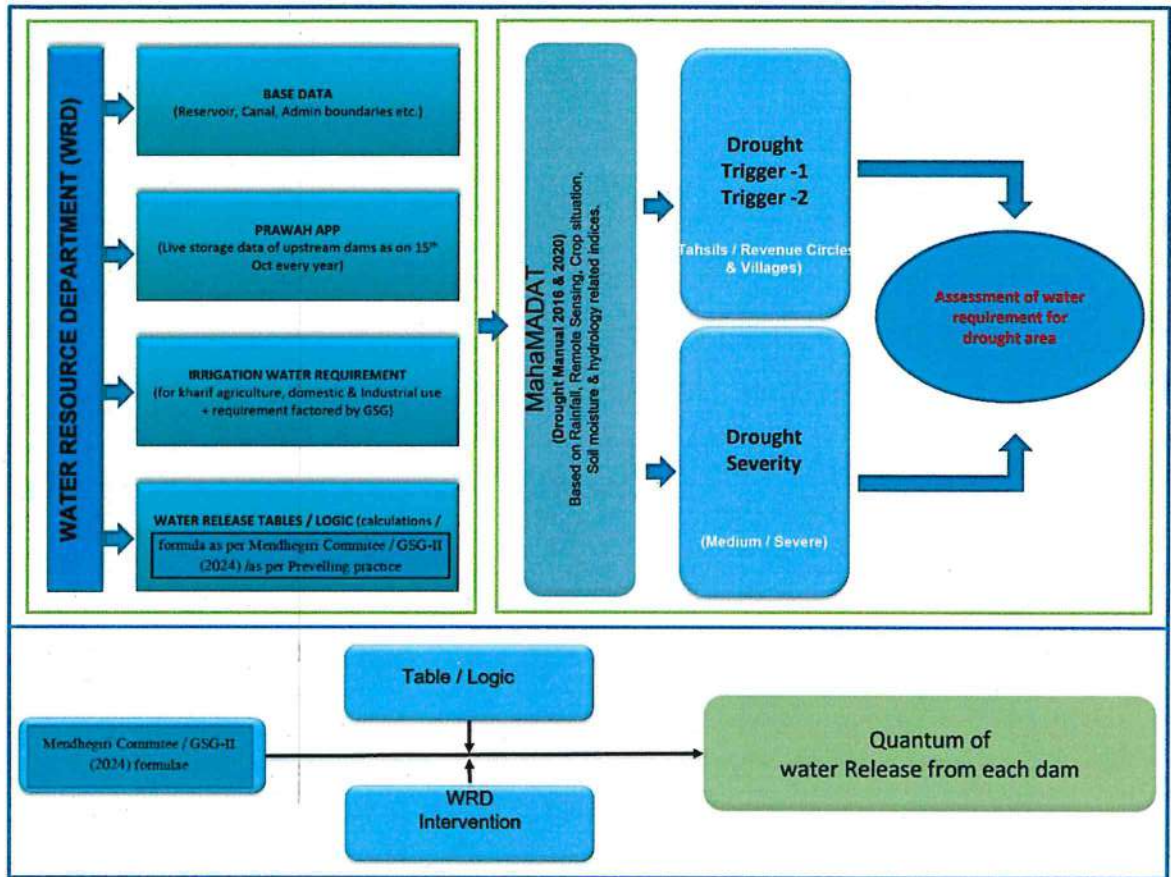 WATER RESOURCE DEPARTMENT (WRD)
BASE DATA
(Reservoir, Canal, Admin boundaries etc.)
PRAWAH APP
(Live storage data of upstream dams as on 15th
Oct every year)
IRRIGATION WATER REQUIREMENT
(for kharif agriculture, domestic & Industrial use
+ requirement factored by GSG)
WATER RELEASE TABLES / LOGIC (calculations /
formula as per Mendhegiri Commitee / GSG-II
(2024) /as per Prevelling practce
MahaMADAT
(Drought Manual 2016 & 2020)
Based on Rainfall, Remote Sensing, Crop situation,
Soil moisture & hydrology related indices.
Drought
Trigger -1
Trigger -2
(Tahsils / Revenue Circles
& Villages)
Drought
Severity
(Medium / Severe)
Assessment of water
requirement for
drought area
Table / Logic
Mendhegiri Commitee / GSG-II
(2024) formulae
WRD
Intervention
Quantum of
water Release from each dam